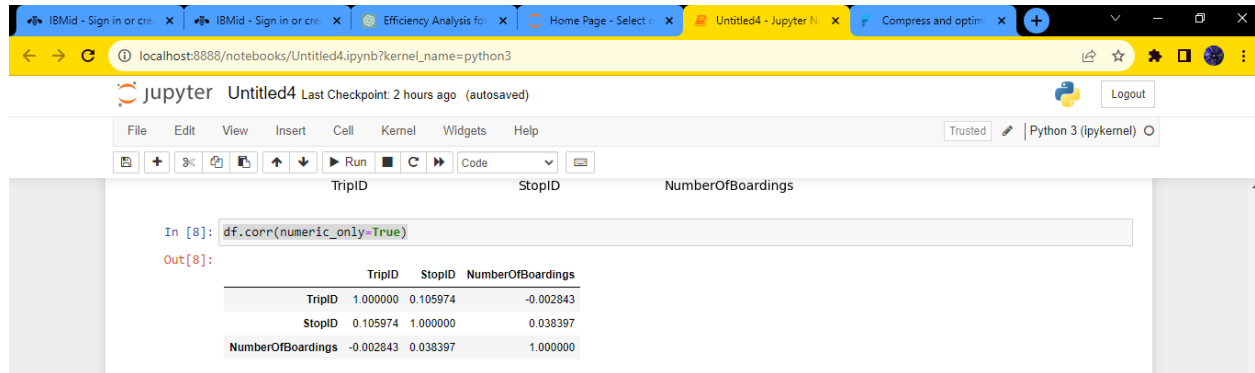 IBMid - Sign in or cre IBMid - Sign in or cre Efficiency Analysis for Home Page - Select o Untitled4 - Jupyter N Compress and optimi
localhost:8888/notebooks/Untitled4.ipynb?kernel_name=python3
jupyter Untitled4 Last Checkpoint: 2 hours ago (autosaved) Logout
File Edit View Insert Cell Kernel Widgets Help Trusted Python 3 (ipykernel)
Run Code
TripID StopID NumberOfBoardings
In [8]: df.corr(numeric_only=True)
Out[8]:
TripID StopID NumberOfBoardings
TripID 1.000000 0.105974 -0.002843
StopID 0.105974 1.000000 0.038397
NumberOfBoardings -0.002843 0.038397 1.000000